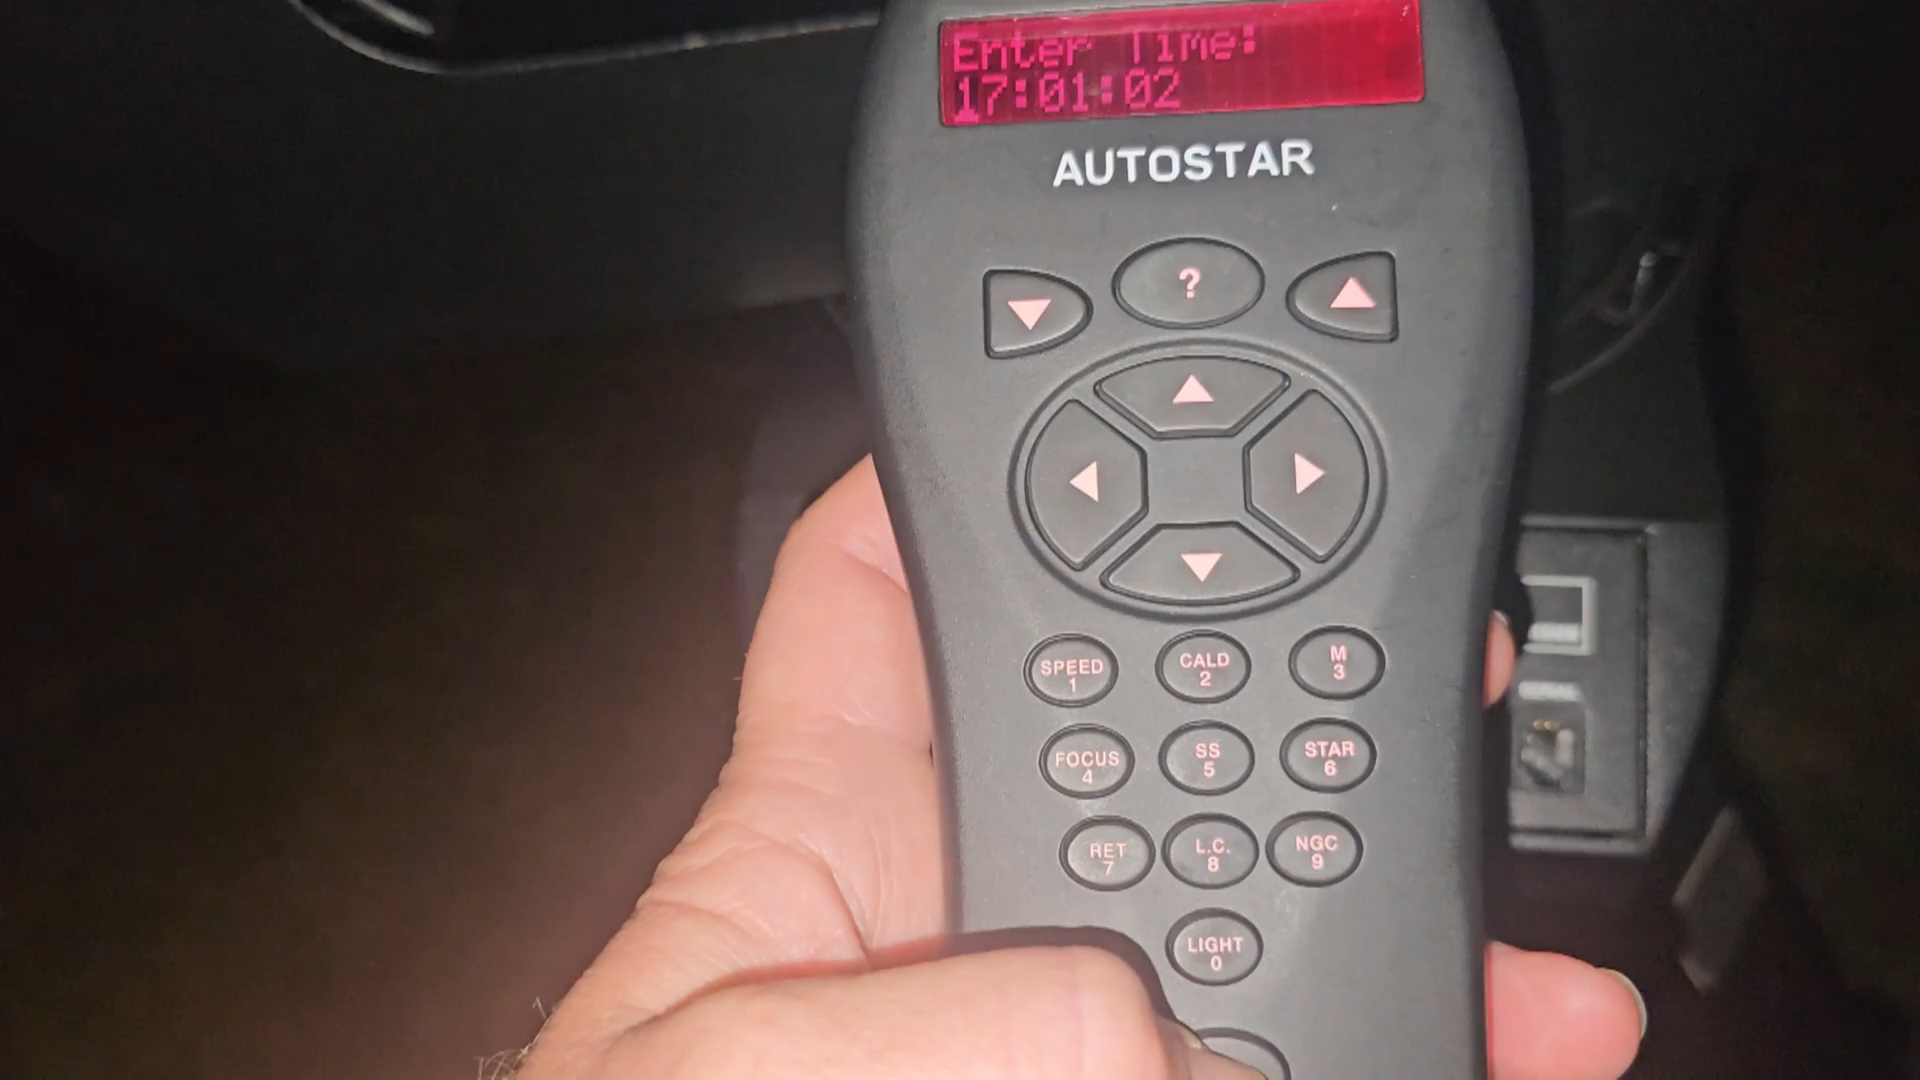 Enter Time:
17:01:02
AUTOSTAR
?
SPEED
1
CALD
2
M
3
FOCUS
4
SS
5
STAR
6
RET
7
L.C.
8
NGC
9
LIGHT
0